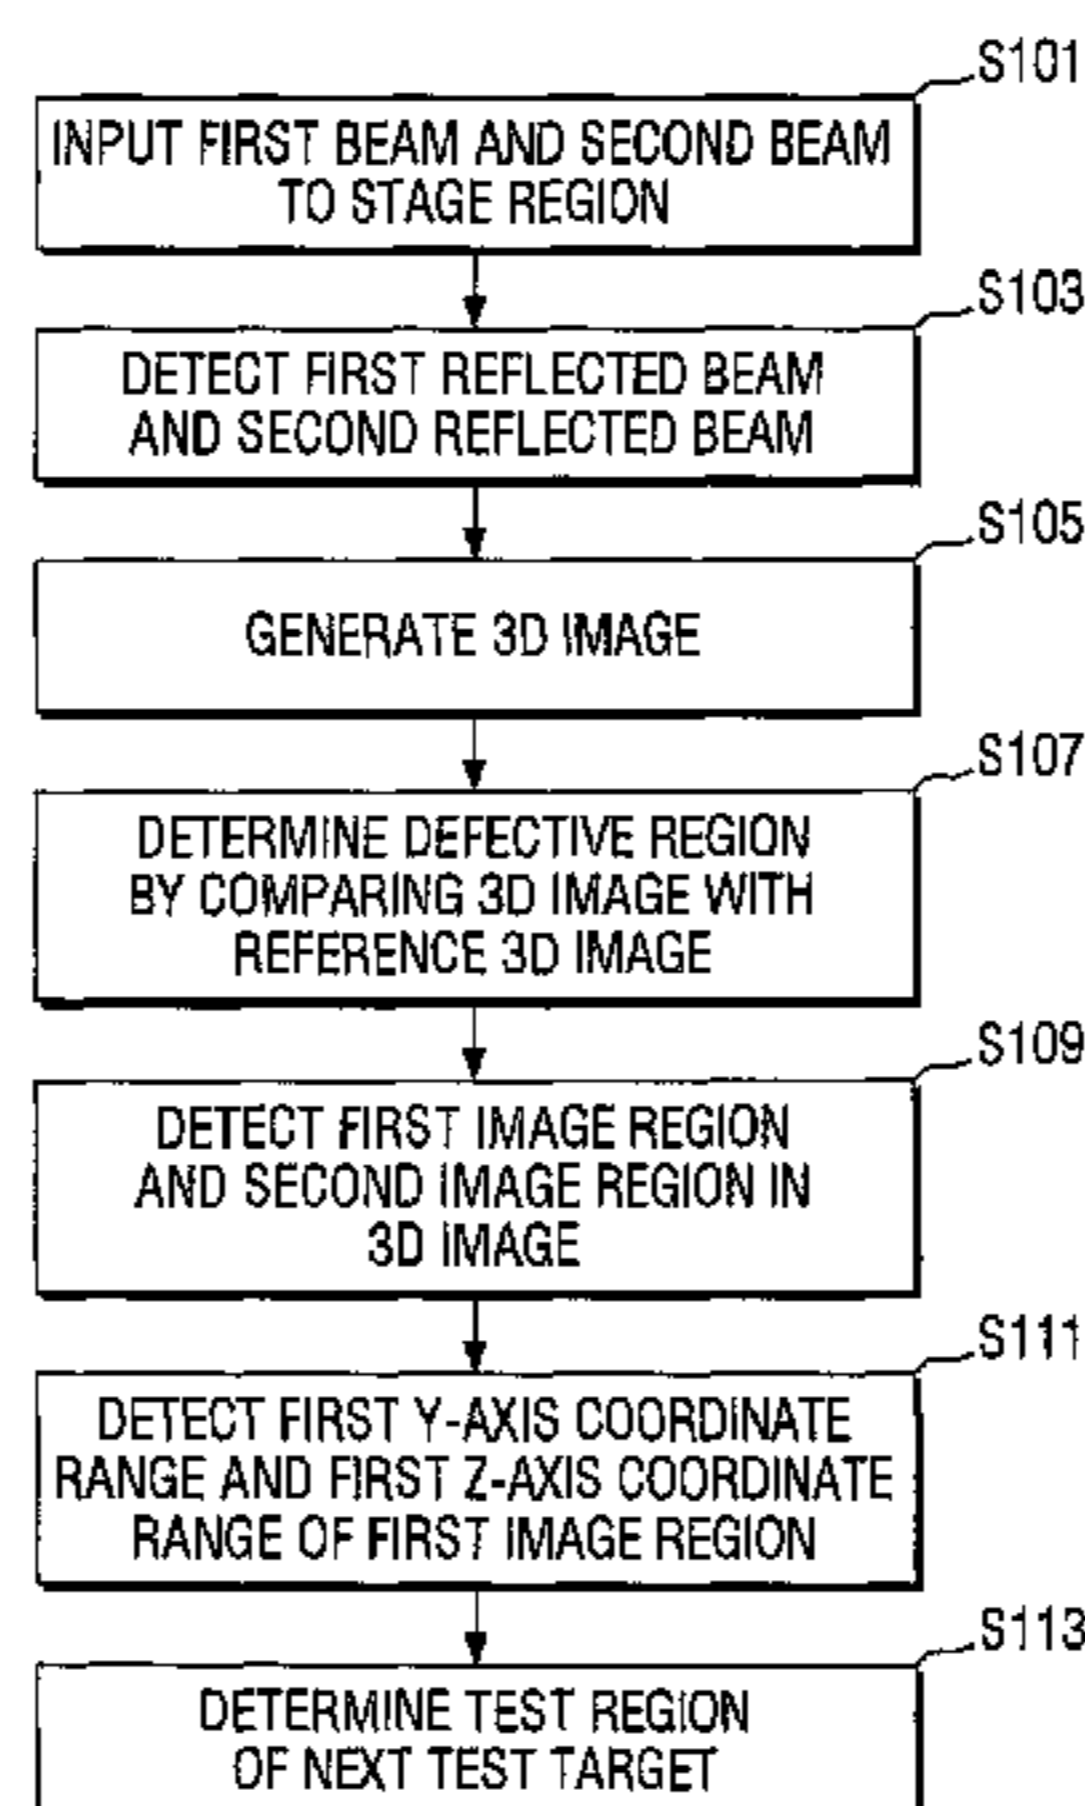 S101
INPUT FIRST BEAM AND SECOND BEAM
TO STAGE REGION
S103
DETECT FIRST REFLECTED BEAM
AND SECOND REFLECTED BEAM
S105
GENERATE 3D IMAGE
S107
DETERMINE DEFECTIVE REGION
BY COMPARING 3D IMAGE WITH
REFERENCE 3D IMAGE
S109
DETECT FIRST IMAGE REGION
AND SECOND IMAGE REGION IN
3D IMAGE
S111
DETECT FIRST Y-AXIS COORDINATE
RANGE AND FIRST Z-AXIS COORDINATE
RANGE OF FIRST IMAGE REGION
S113
DETERMINE TEST REGION
OF NEXT TEST TARGET